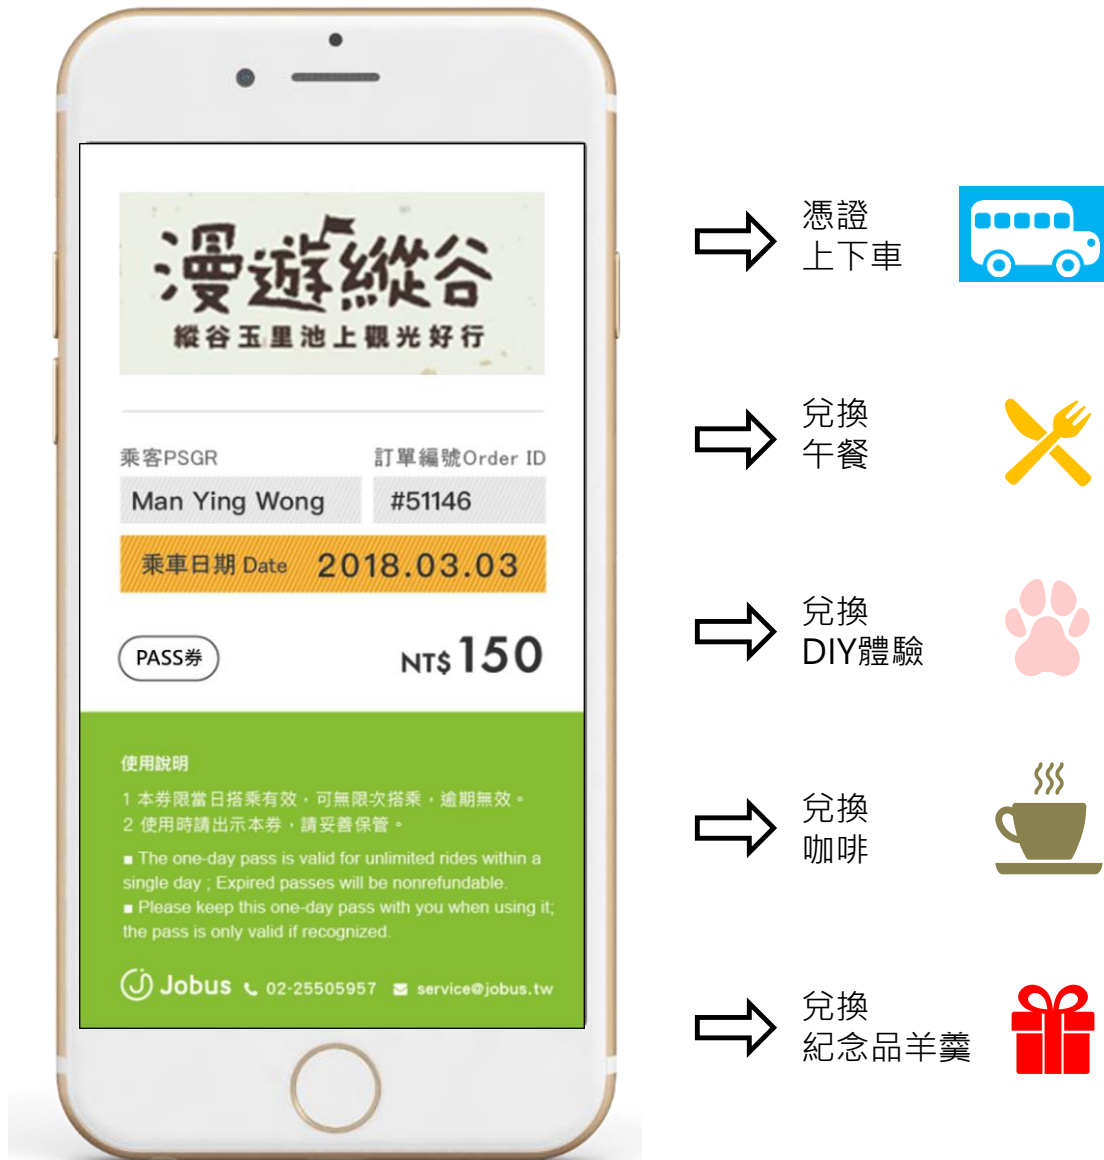 漫遊縱谷
縱谷玉里池上觀光好行
乘客PSGR
訂單編號Order ID
Man Ying Wong
#51146
乘車日期 Date 2018.03.03
PASS券
NT$150
使用說明
1 本券限當日搭乘有效，可無限次搭乘，逾期無效。
2 使用時請出示本券，請妥善保管。
■ The one-day pass is valid for unlimited rides within a
single day ; Expired passes will be nonrefundable.
■ Please keep this one-day pass with you when using it;
the pass is only valid if recognized.
Jobus 02-25505957 service@jobus.tw
憑證
上下車
兌換
午餐
兌換
DIY體驗
兌換
咖啡
兌換
紀念品羊羹